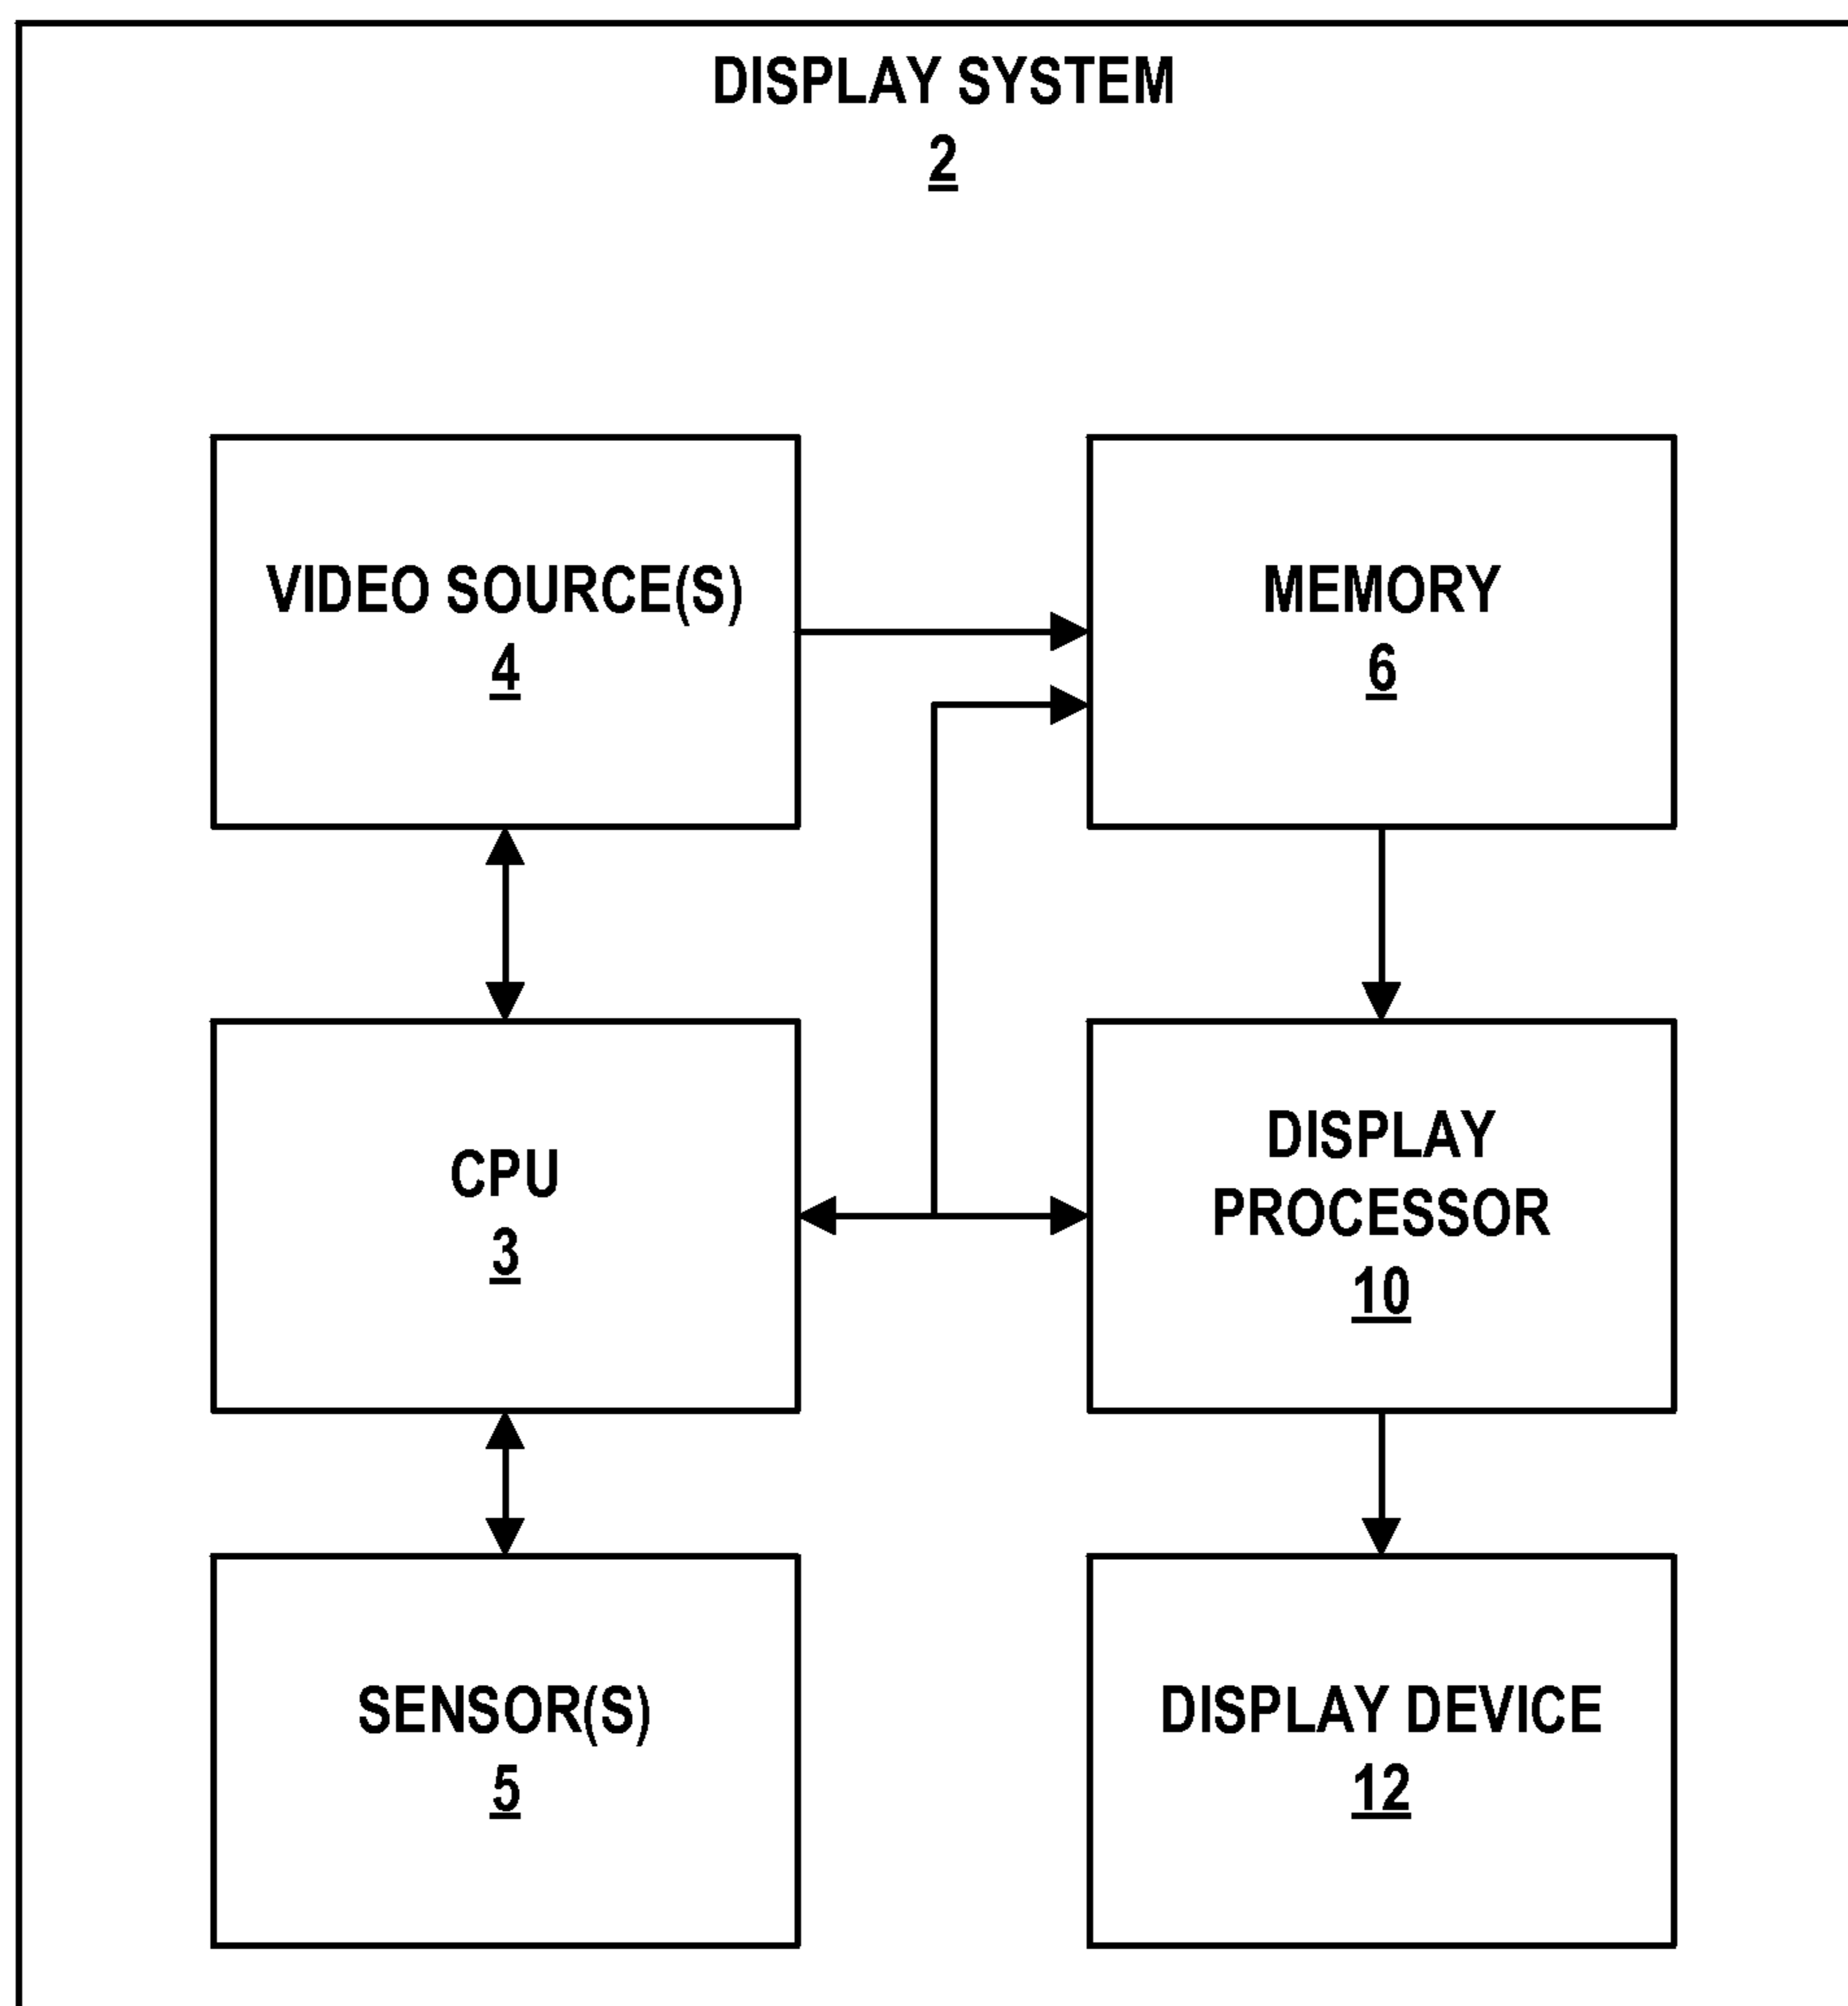 DISPLAY SYSTEM
2
VIDEO SOURCE(S)
4
MEMORY
6
CPU
3
DISPLAY
PROCESSOR
10
SENSOR(S)
5
DISPLAY DEVICE
12